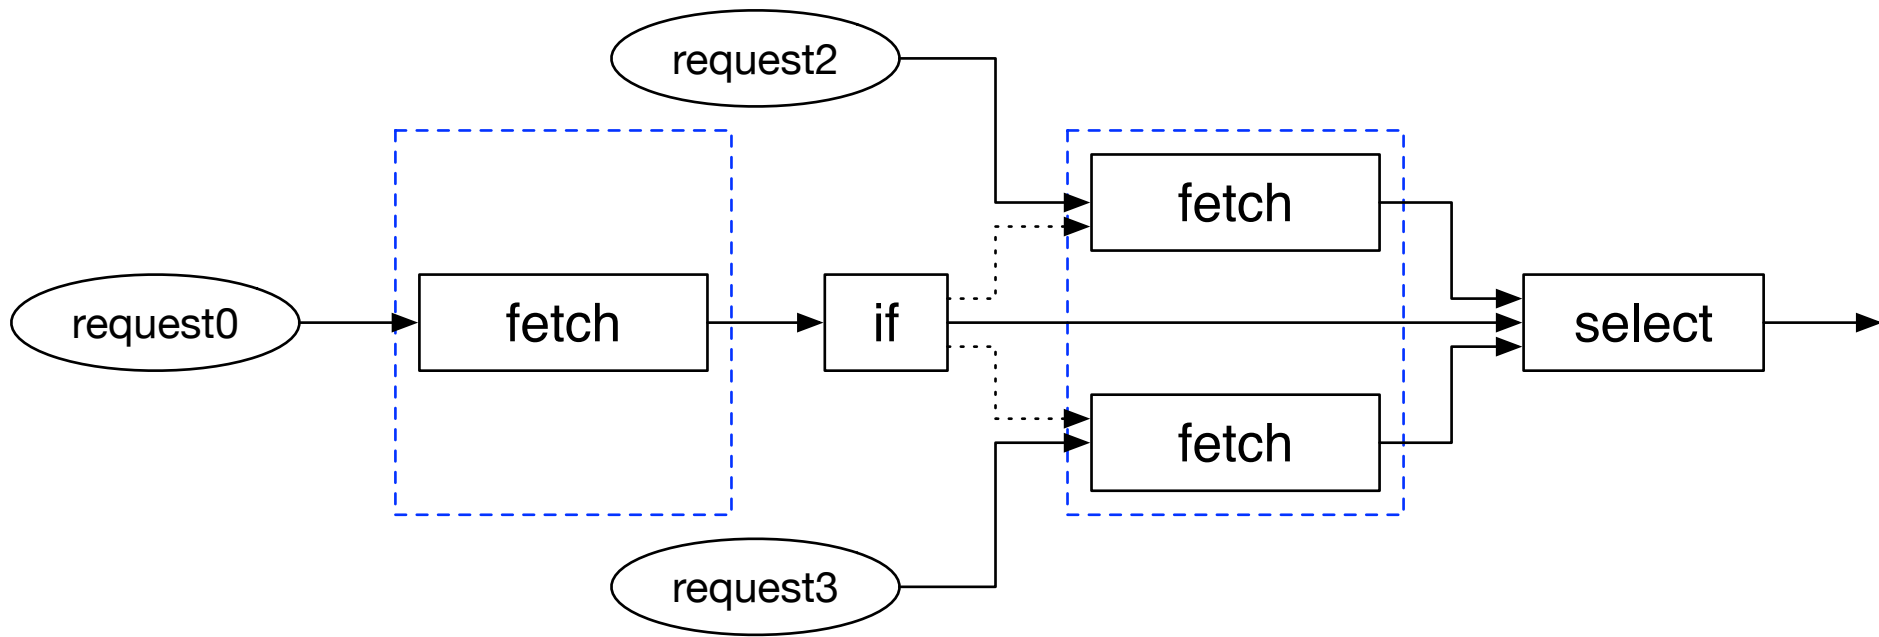 request2
fetch
request0
fetch
if
select
fetch
request3